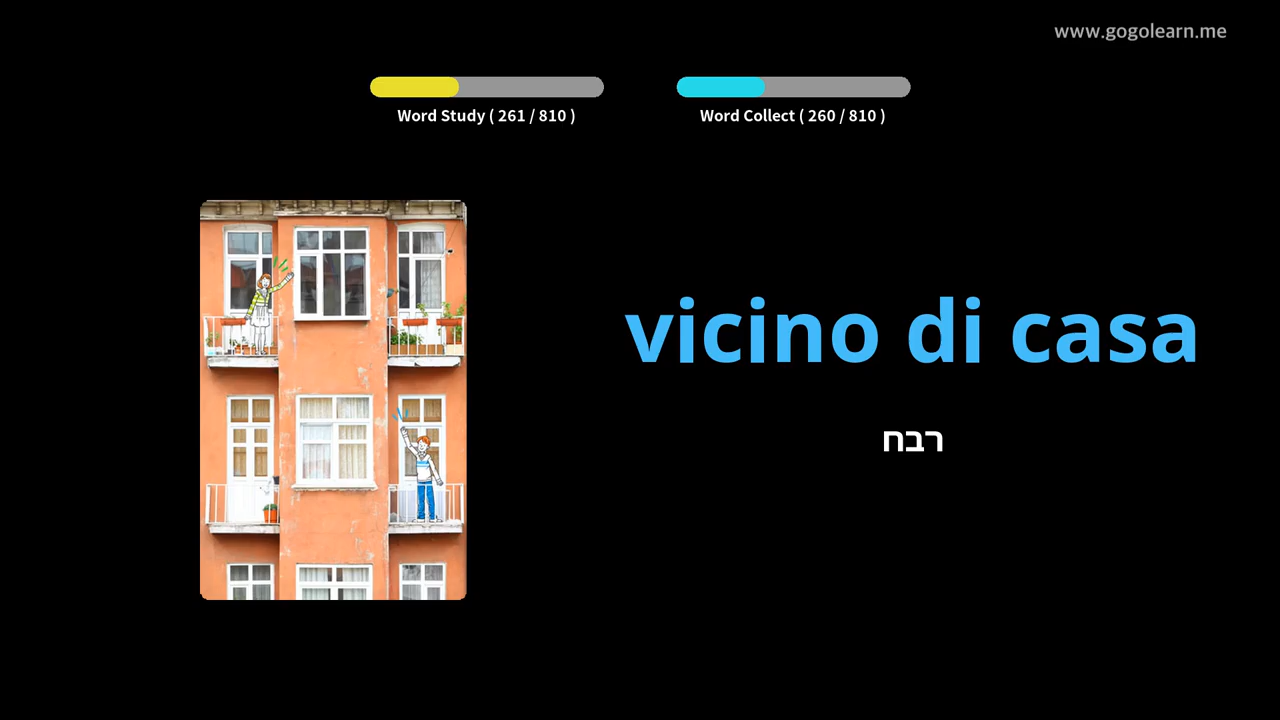 www.gogolearn.me
Word Study ( 261 / 810 )
Word Collect ( 260 / 810 )
vicino di casa
רבח